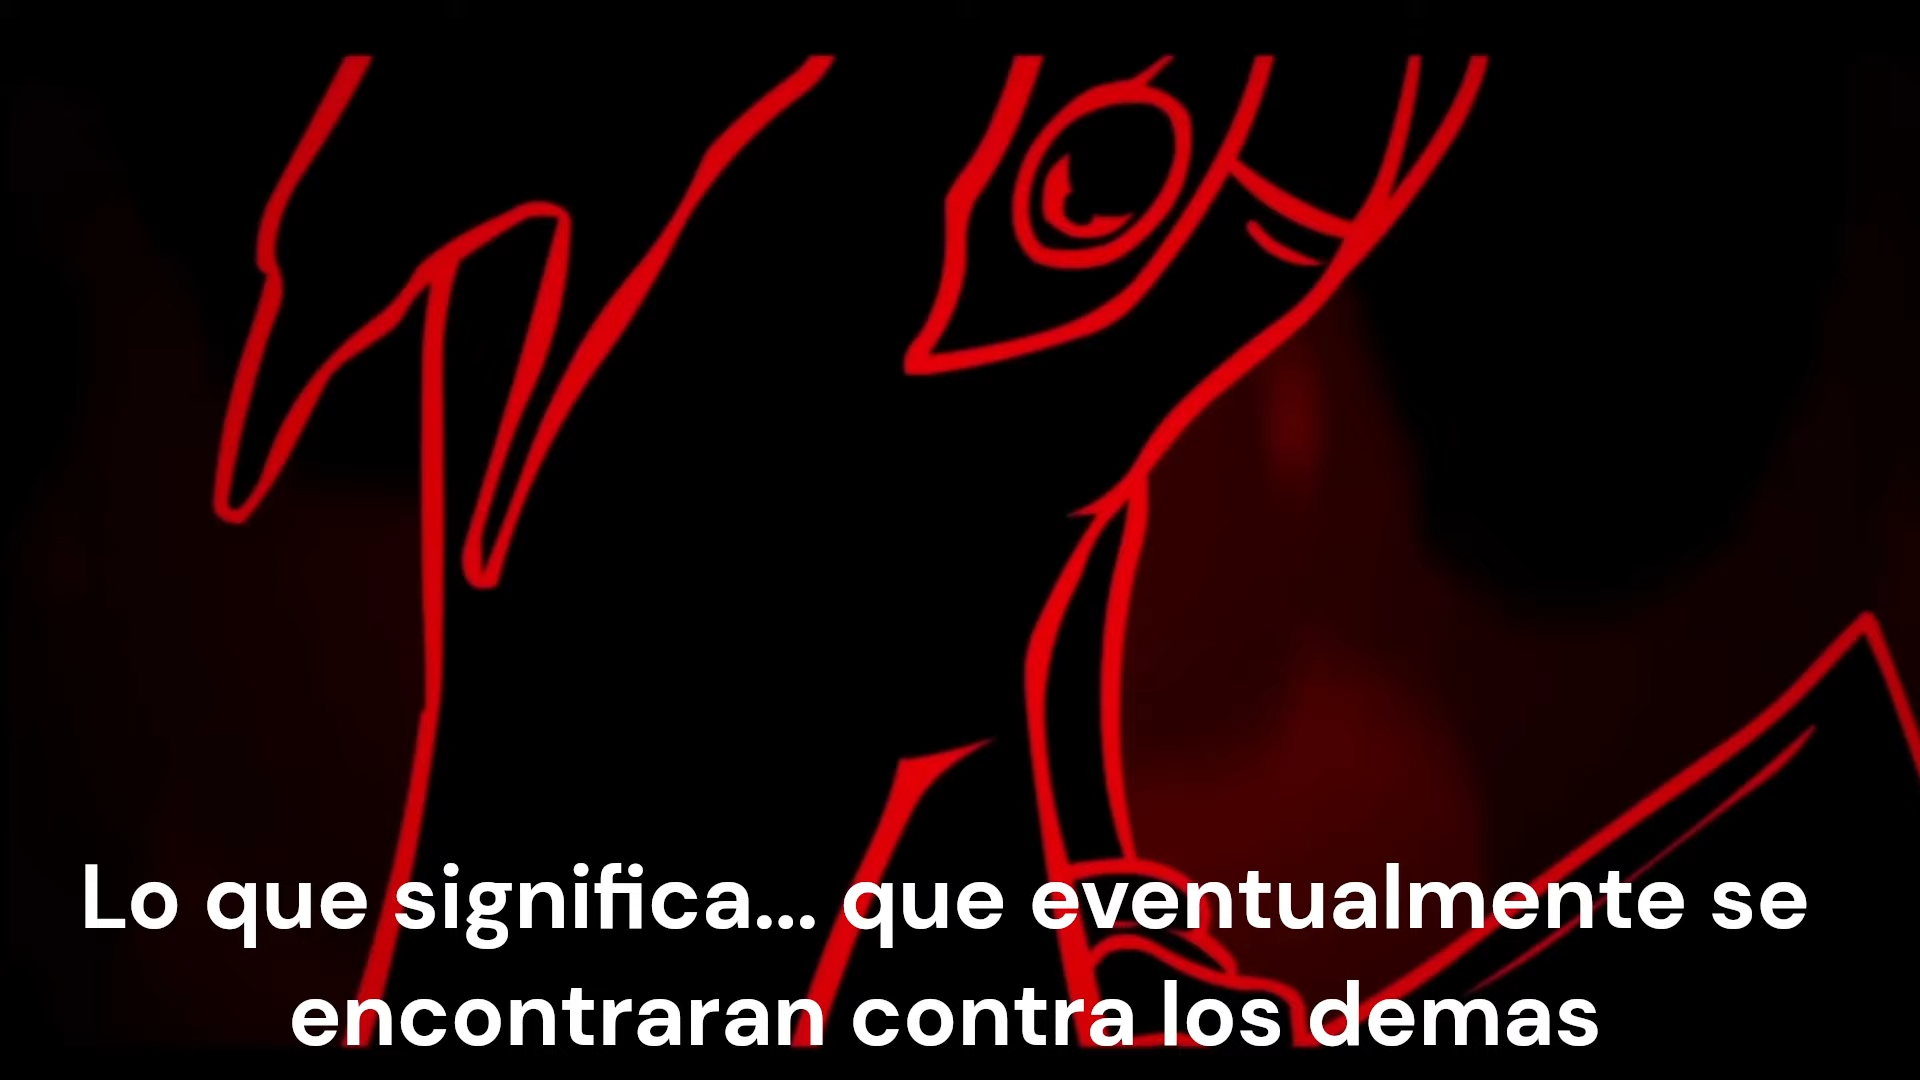 Lo que significa... que eventualmente se
encontraran contra los demas